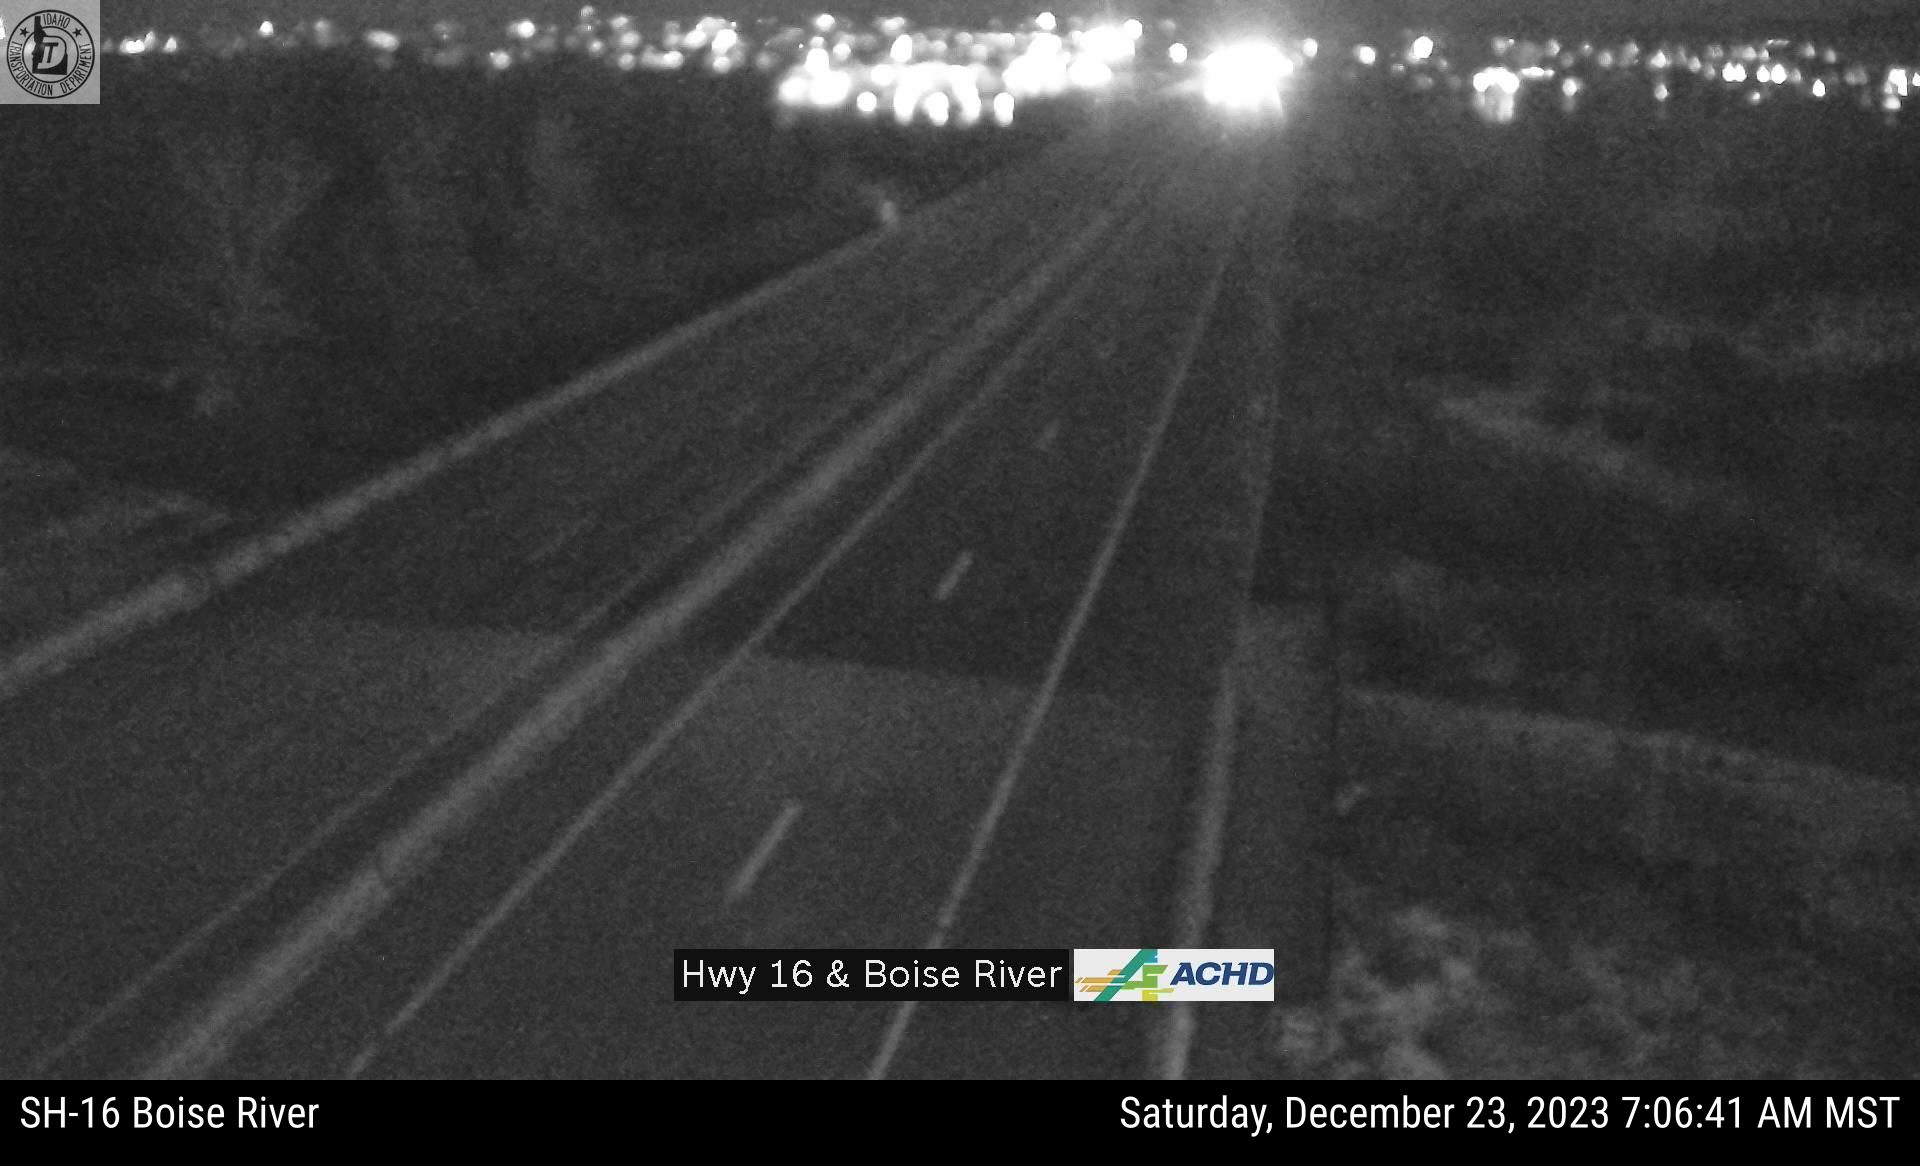 IDAHO
TRANSPORTATION DEPARTMENT
Hwy 16 & Boise River
ACHD
SH-16 Boise River
Saturday, December 23, 2023 7:06:41 AM MST